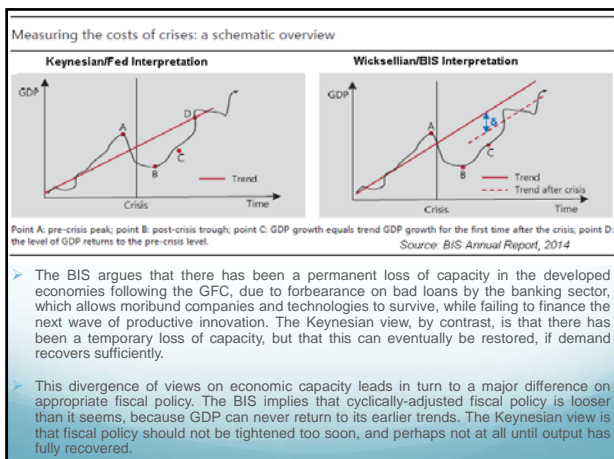 Measuring the costs of crises: a schematic overview
Keynesian/Fed Interpretation
Wicksellian/BIS Interpretation
GDP
A
B
C
D
Trend
Crisis
Time
GDP
A
B
C
δ
Trend
Trend after crisis
Crisis
Time
Point A: pre-crisis peak; point B: post-crisis trough; point C: GDP growth equals trend GDP growth for the first time after the crisis; point D:
the level of GDP returns to the pre-crisis level.
Source: BIS Annual Report, 2014
The BIS argues that there has been a permanent loss of capacity in the developed
economies following the GFC, due to forbearance on bad loans by the banking sector,
which allows moribund companies and technologies to survive, while failing to finance the
next wave of productive innovation. The Keynesian view, by contrast, is that there has
been a temporary loss of capacity, but that this can eventually be restored, if demand
recovers sufficiently.
This divergence of views on economic capacity leads in turn to a major difference on
appropriate fiscal policy. The BIS implies that cyclically-adjusted fiscal policy is looser
than it seems, because GDP can never return to its earlier trends. The Keynesian view is
that fiscal policy should not be tightened too soon, and perhaps not at all until output has
fully recovered.